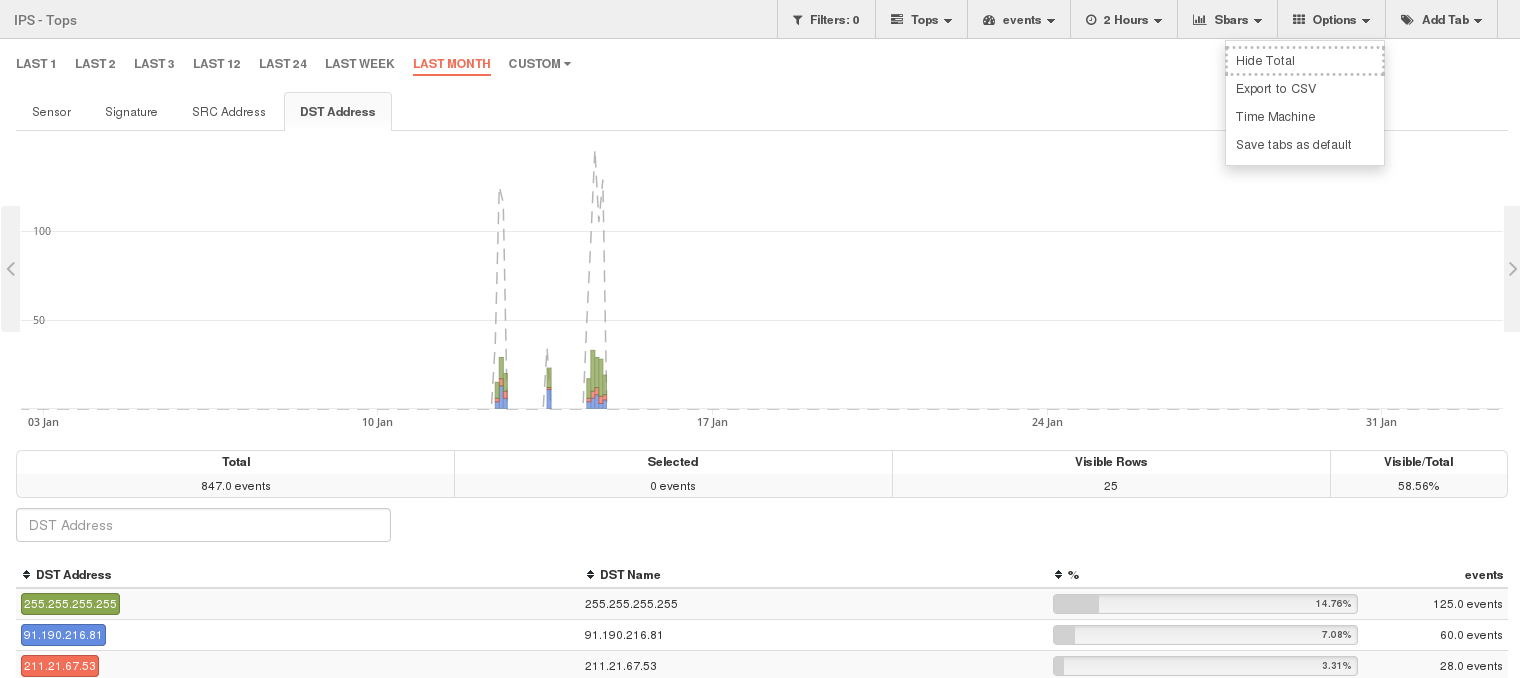 IPS - Tops
Filters: 0
Tops
events
2 Hours
Sbars
Options
Add Tab
LAST 1
LAST 2
LAST 3
LAST 12
LAST 24
LAST WEEK
LAST MONTH
CUSTOM
Hide Total
Export to CSV
Time Machine
Save tabs as default
Sensor
Signature
SRC Address
DST Address
100
50
03 Jan
10 Jan
17 Jan
24 Jan
31 Jan
Total
Selected
Visible Rows
Visible/Total
847.0 events
0 events
25
58.56%
DST Address
DST Address
DST Name
%
events
255.255.255.255
255.255.255.255
14.76%
125.0 events
91.190.216.81
91.190.216.81
7.08%
60.0 events
211.21.67.53
211.21.67.53
3.31%
28.0 events